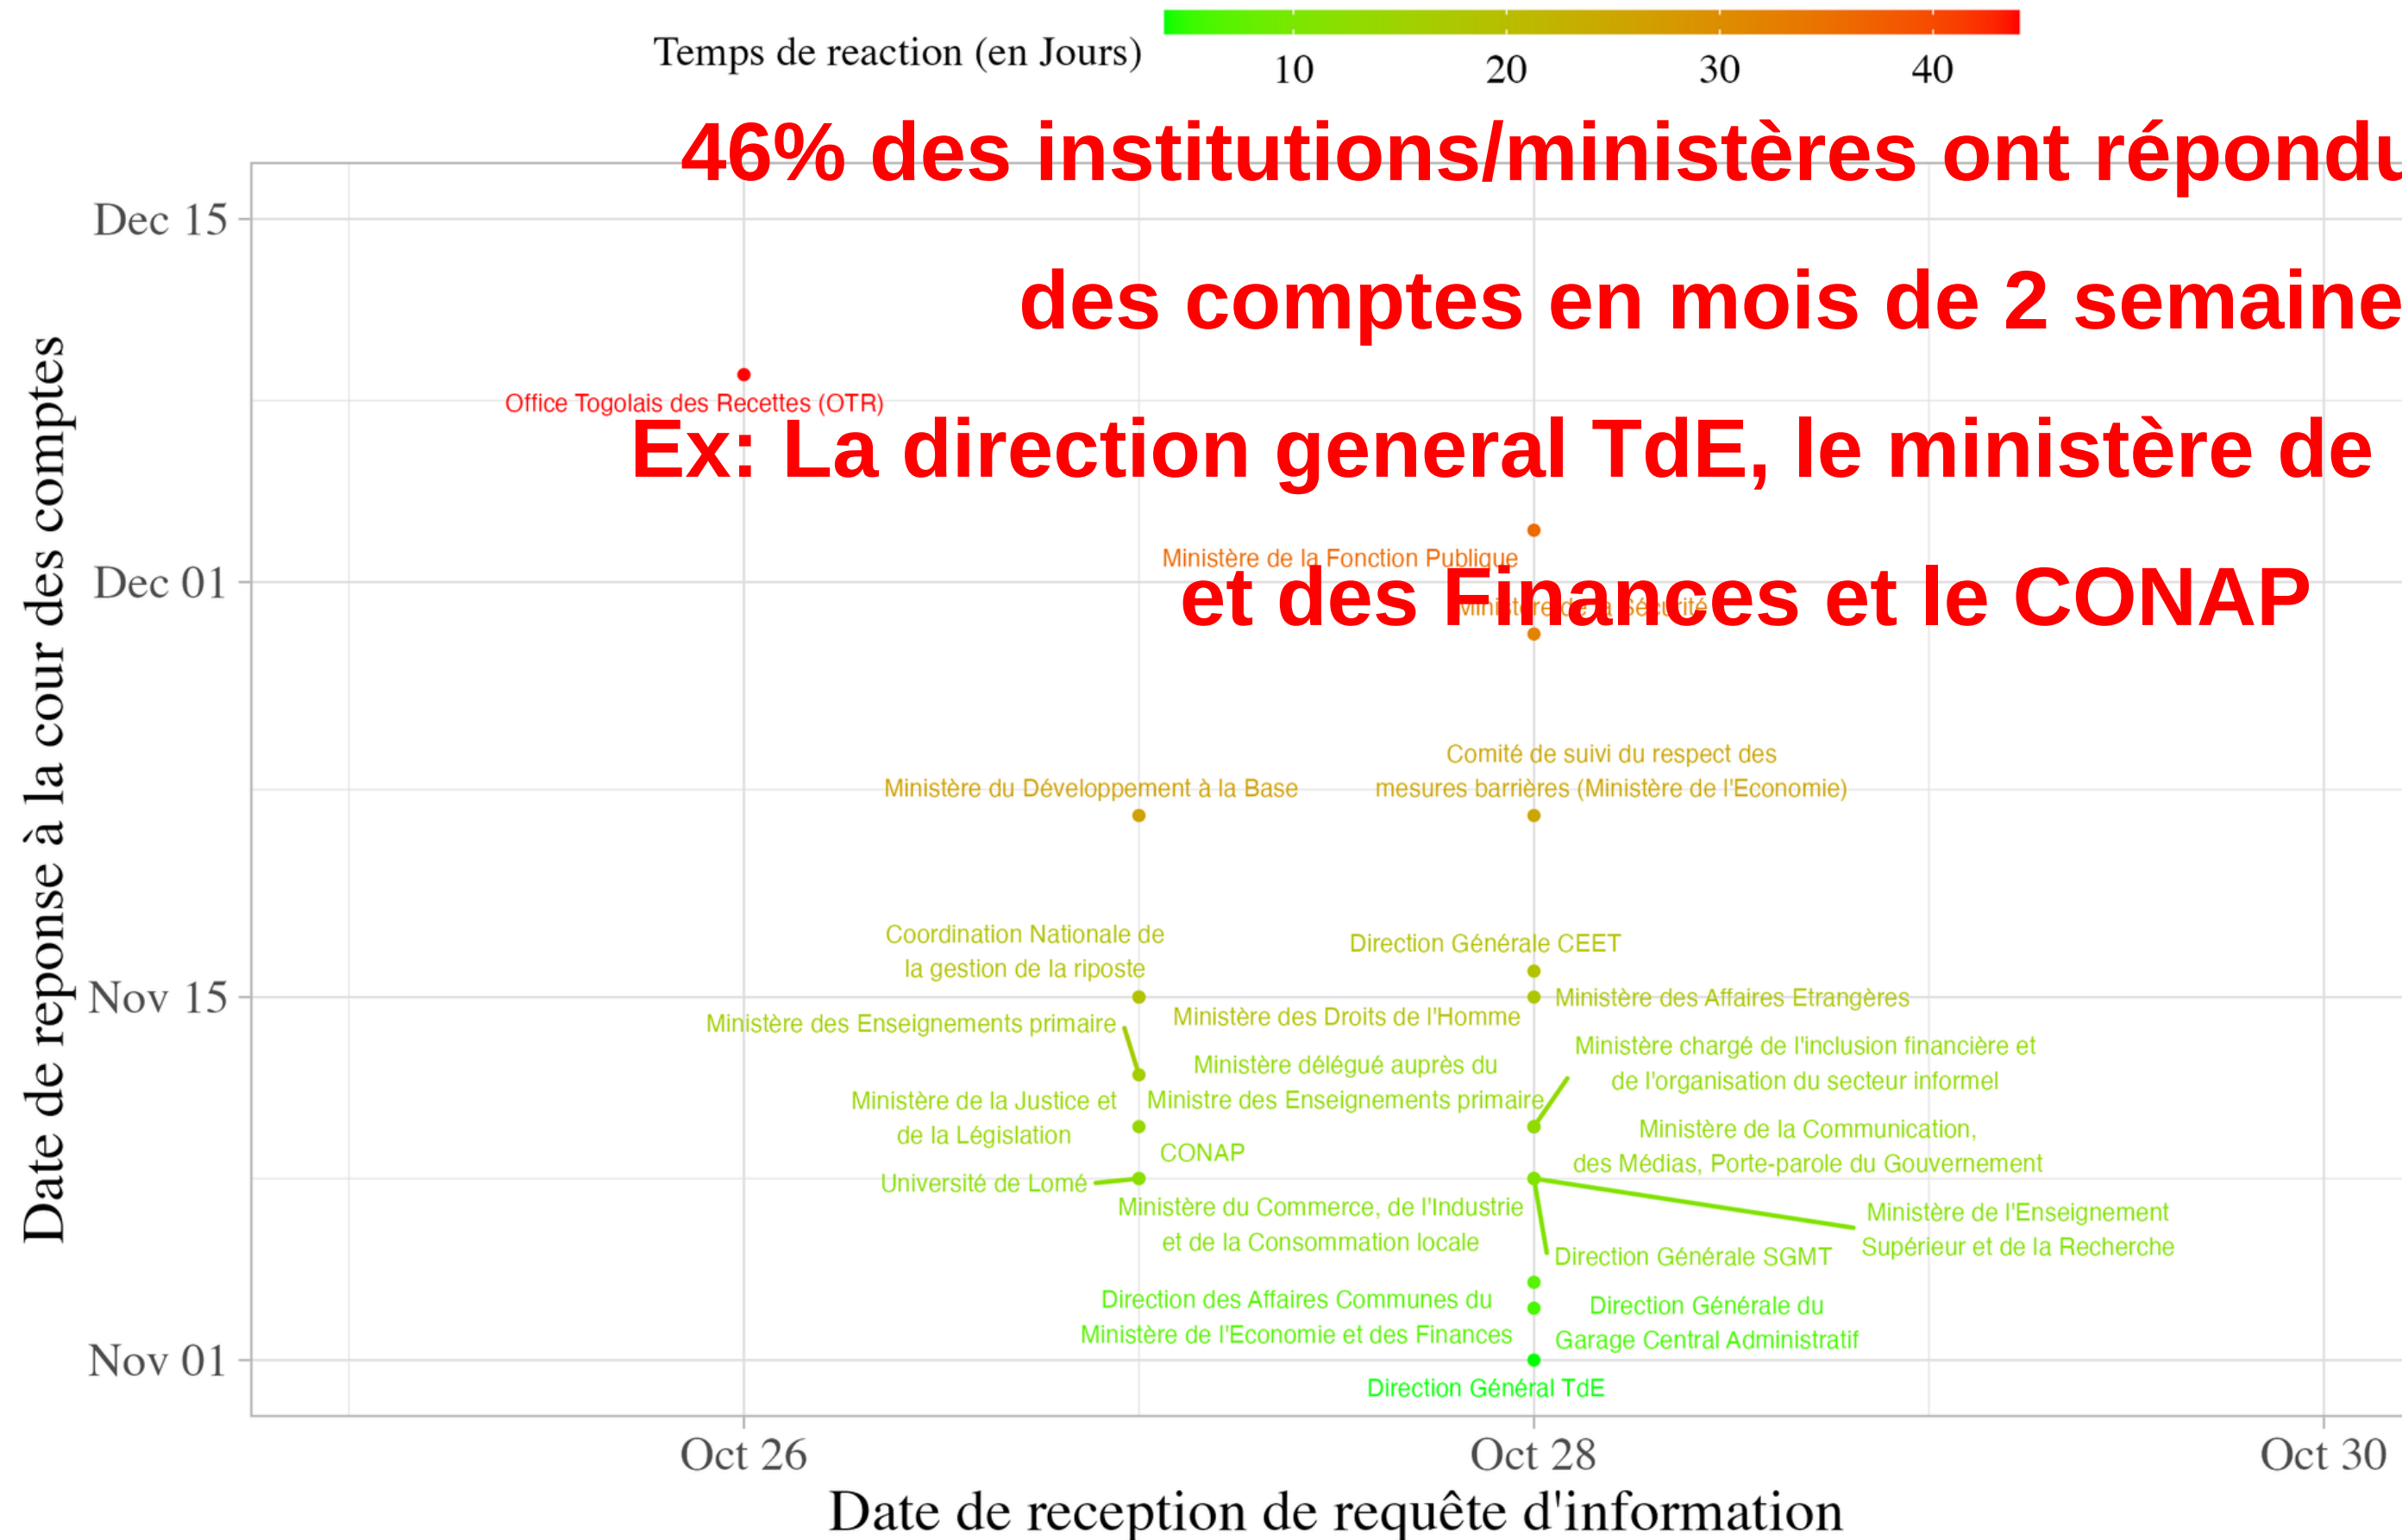 Temps de reaction (en Jours)
10 20 30 40
46% des institutions/ministères ont répondu
des comptes en mois de 2 semaine
Ex: La direction general TdE, le ministère de
et des Finances et le CONAP
Date de reponse à la cour des comptes
Dec 15
Dec 01
Nov 15
Nov 01
Office Togolais des Recettes (OTR)
Ministère de la Fonction Publique
Ministère de la Sécurité
Comité de suivi du respect des
mesures barrières (Ministère de l'Economie)
Ministère du Développement à la Base
Coordination Nationale de
la gestion de la riposte
Direction Générale CEET
Ministère des Affaires Etrangères
Ministère des Enseignements primaire
Ministère des Droits de l'Homme
Ministère chargé de l'inclusion financière et
de l'organisation du secteur informel
Ministère délégué auprès du
Ministre des Enseignements primaire
Ministère de la Justice et
de la Législation
Ministère de la Communication,
des Médias, Porte-parole du Gouvernement
CONAP
Université de Lomé
Ministère du Commerce, de l'Industrie
et de la Consommation locale
Ministère de l'Enseignement
Supérieur et de la Recherche
Direction Générale SGMT
Direction des Affaires Communes du
Ministère de l'Economie et des Finances
Direction Générale du
Garage Central Administratif
Direction Général TdE
Oct 26 Oct 28 Oct 30
Date de reception de requête d'information